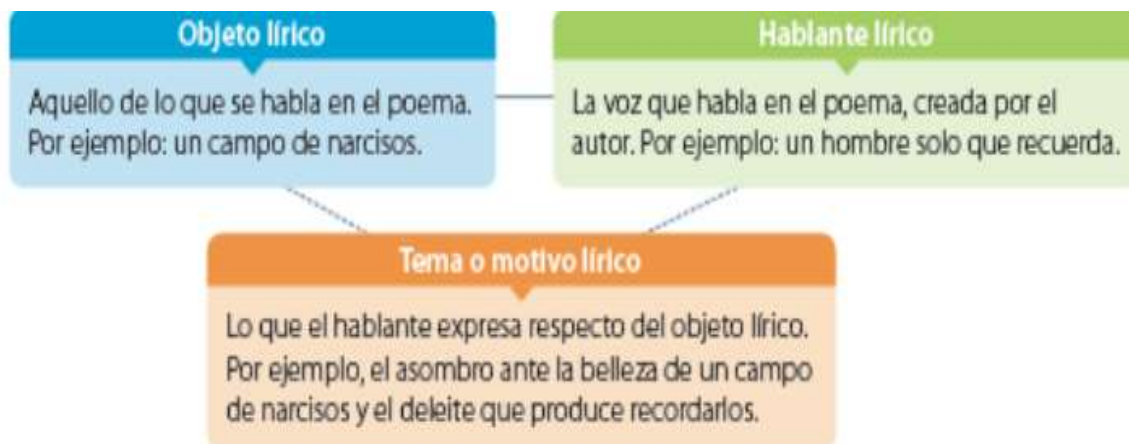 Objeto lírico
Aquello de lo que se habla en el poema.
Por ejemplo: un campo de narcisos.
Hablante lírico
La voz que habla en el poema, creada por el
autor. Por ejemplo: un hombre solo que recuerda.
Tema o motivo lírico
Lo que el hablante expresa respecto del objeto lírico.
Por ejemplo, el asombro ante la belleza de un campo
de narcisos y el deleite que produce recordarlos.